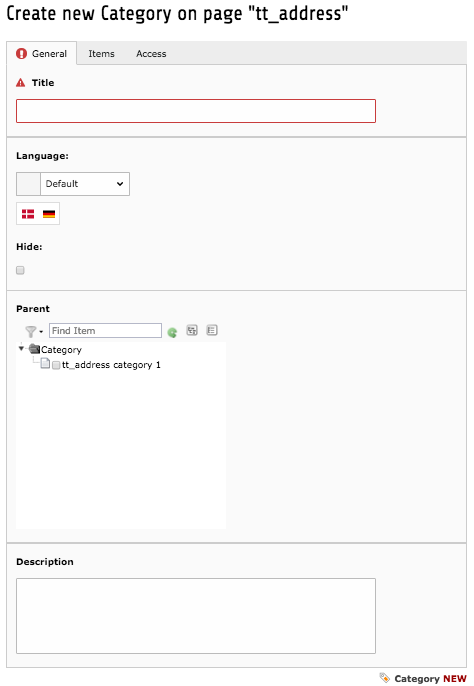 Create new Category on page "tt_address"
General Items Access
Title
Language:
Default
Hide:
Parent
Find Item
Category
tt_address category 1
Description
Category NEW